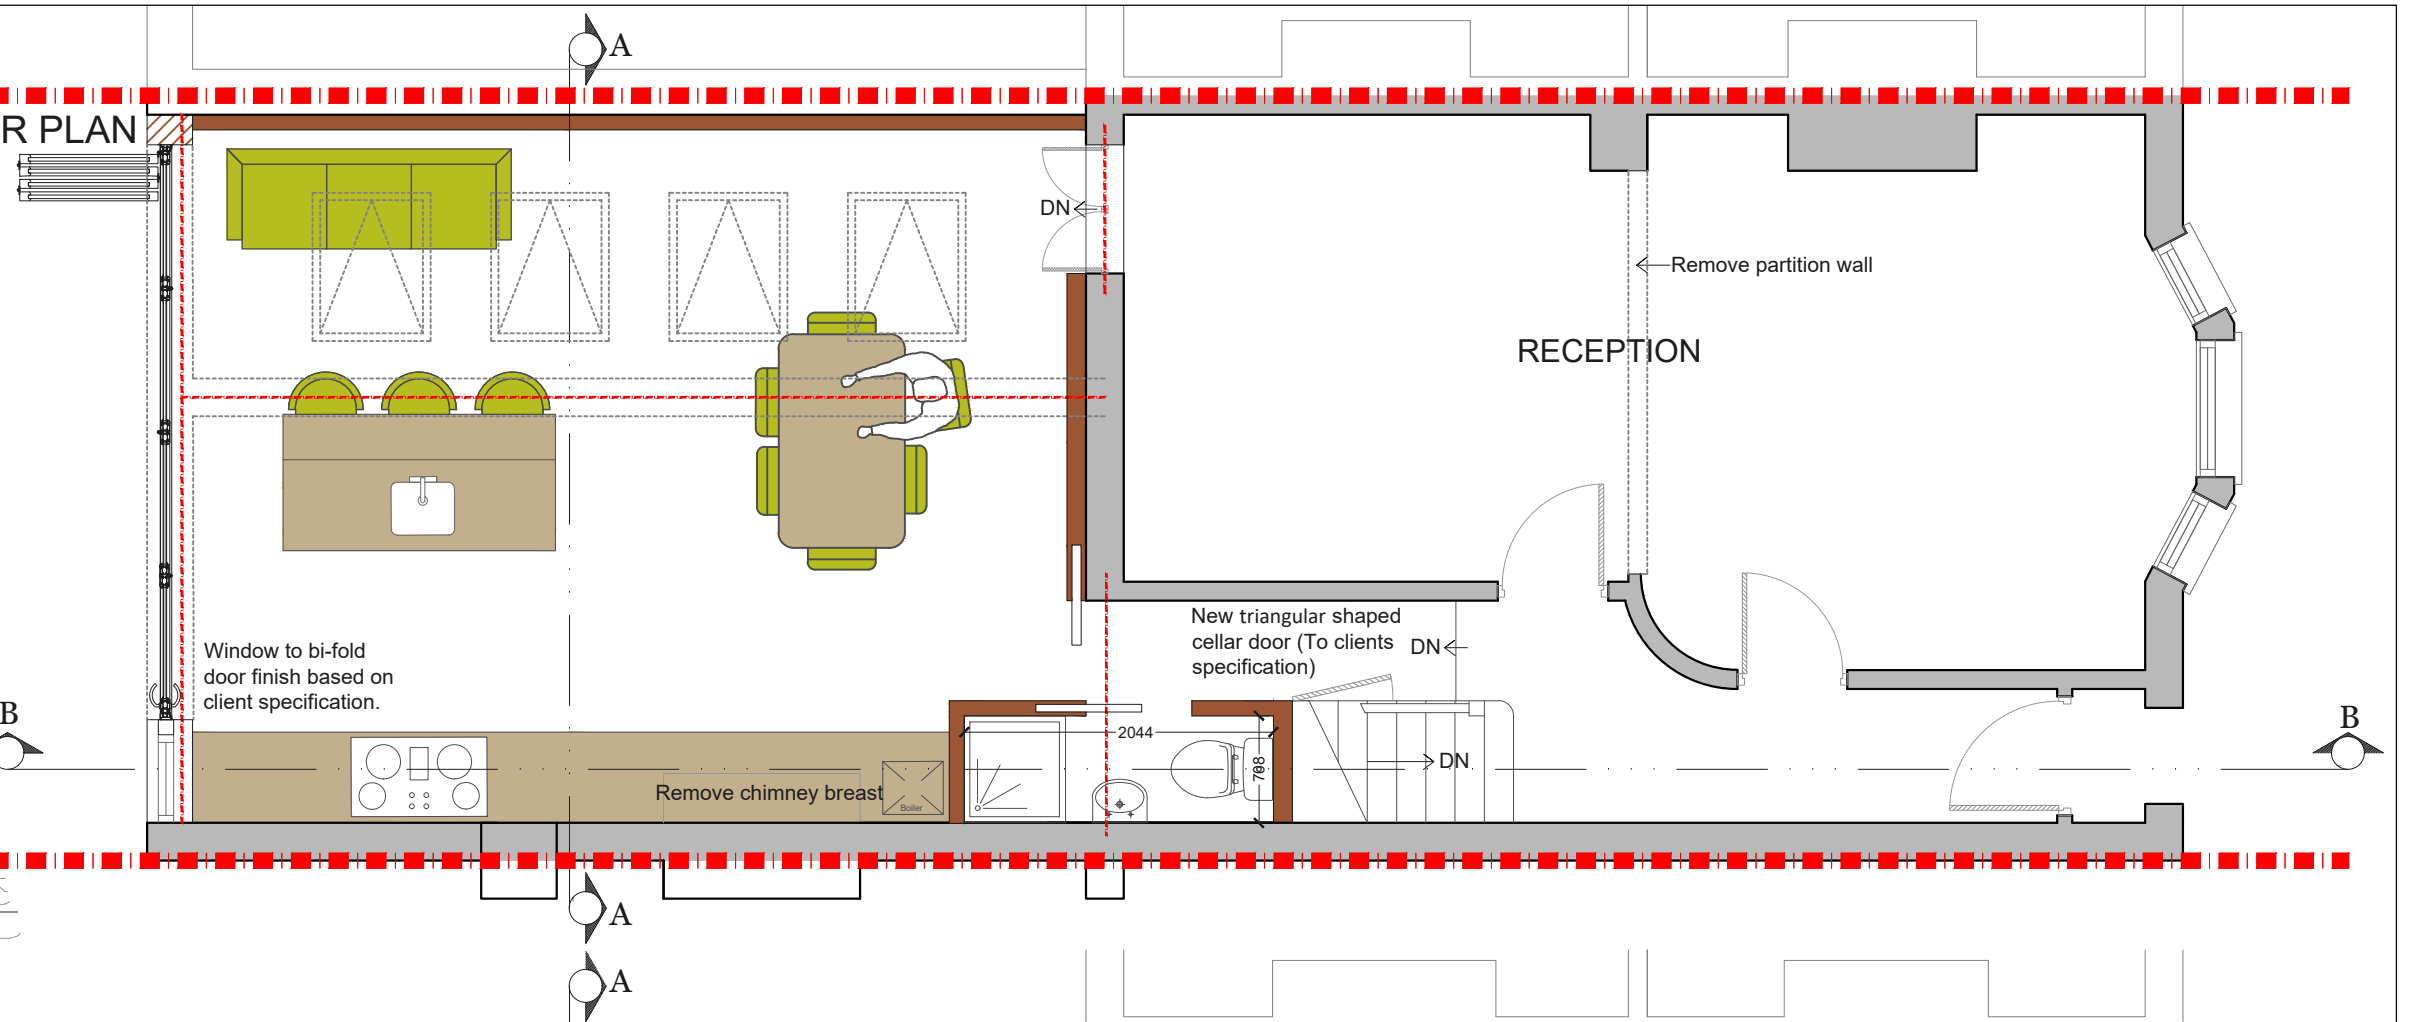 A
R PLAN
DN
Remove partition wall
RECEPTION
New triangular shaped
cellar door (To clients
specification)
DN
Window to bi-fold
door finish based on
client specification.
B
B
2044
708
DN
Remove chimney breast
Boiler
A
A